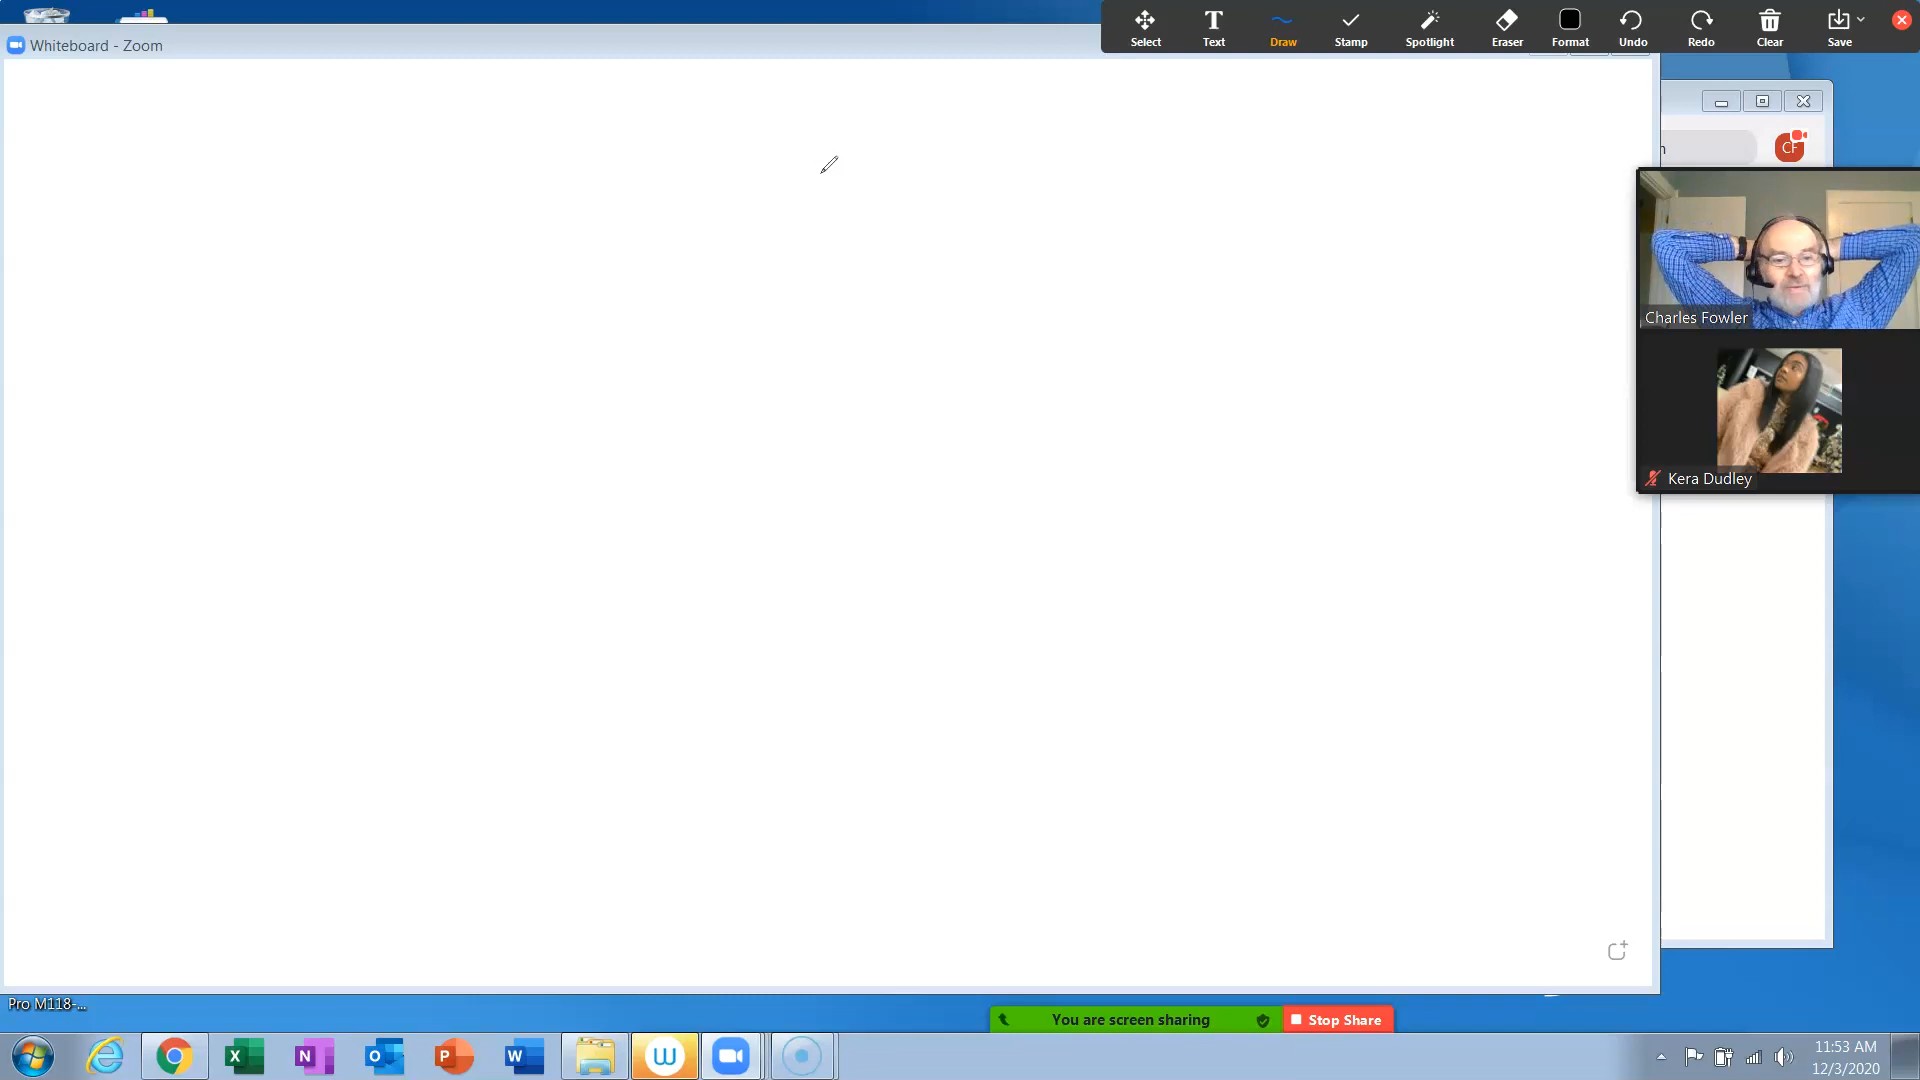 Whiteboard - Zoom
Select
Text
Draw
Stamp
Spotlight
Eraser
Format
Undo
Redo
Clear
Save
n
CF
Charles Fowler
Kera Dudley
Pro M118-...
You are screen sharing
Stop Share
11:53 AM
12/3/2020